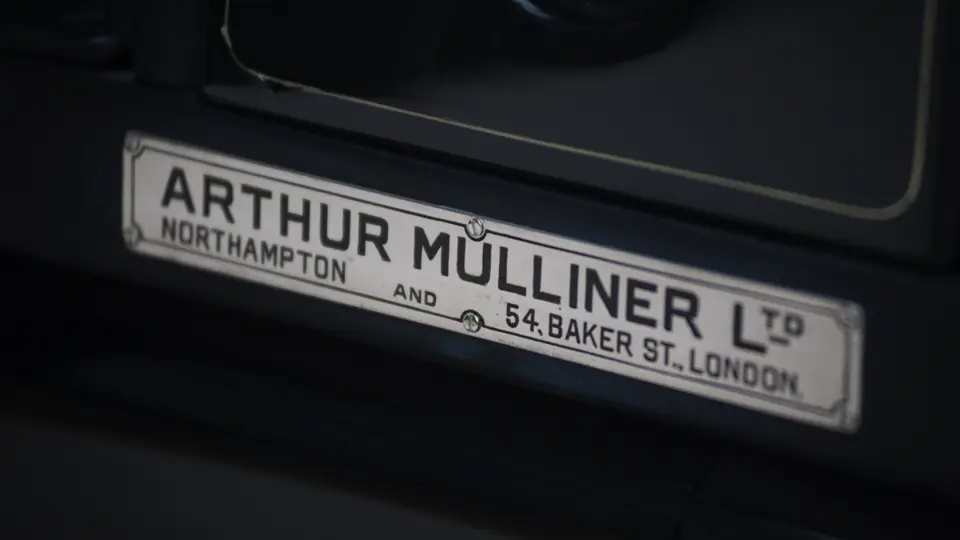 ARTHUR MULLINER LTD
NORTHAMPTON AND 54, BAKER ST., LONDON.